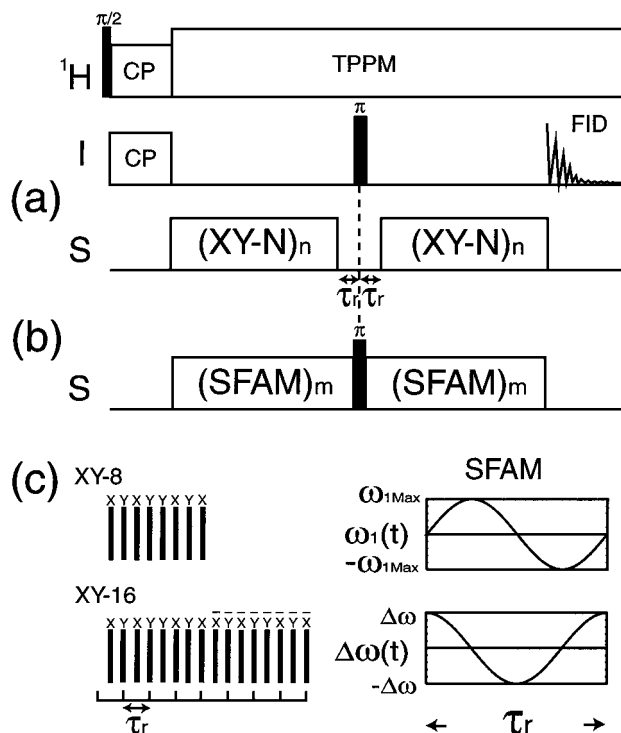 π/2
¹H CP TPPM
π
I CP FID
(a)
S (XY-N)n (XY-N)n
τr τr
(b)
π
S (SFAM)m (SFAM)m
(c)
XY-8
X Y X Y Y X Y X
XY-16
X Y X Y Y X Y X X Y X Y Y X Y X
τr
SFAM
ω1Max
ω1(t)
-ω1Max
Δω
Δω(t)
-Δω
τr